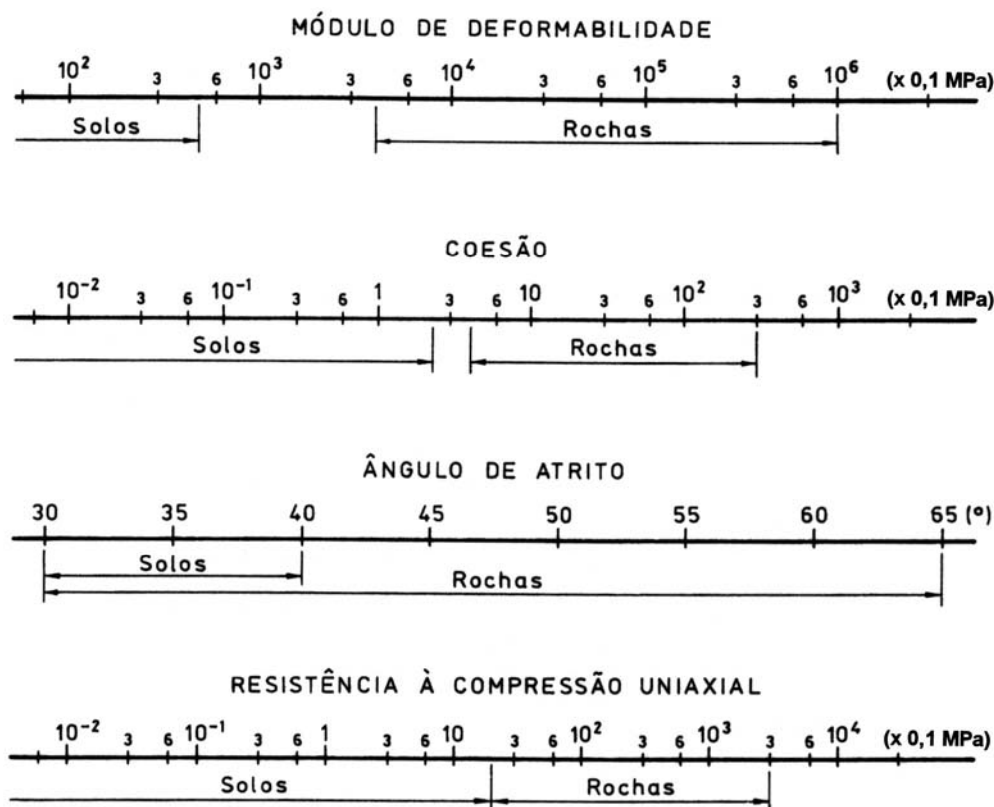 MÓDULO DE DEFORMABILIDADE
10² 3 6 10³ 3 6 10⁴ 3 6 10⁵ 3 6 10⁶ (x 0,1 MPa)
Solos Rochas
COESÃO
10⁻² 3 6 10⁻¹ 3 6 1 3 6 10 3 6 10² 3 6 10³ (x 0,1 MPa)
Solos Rochas
ÂNGULO DE ATRITO
30 35 40 45 50 55 60 65 (°)
Solos
Rochas
RESISTÊNCIA À COMPRESSÃO UNIAXIAL
10⁻² 3 6 10⁻¹ 3 6 1 3 6 10 3 6 10² 3 6 10³ 3 6 10⁴ (x 0,1 MPa)
Solos Rochas